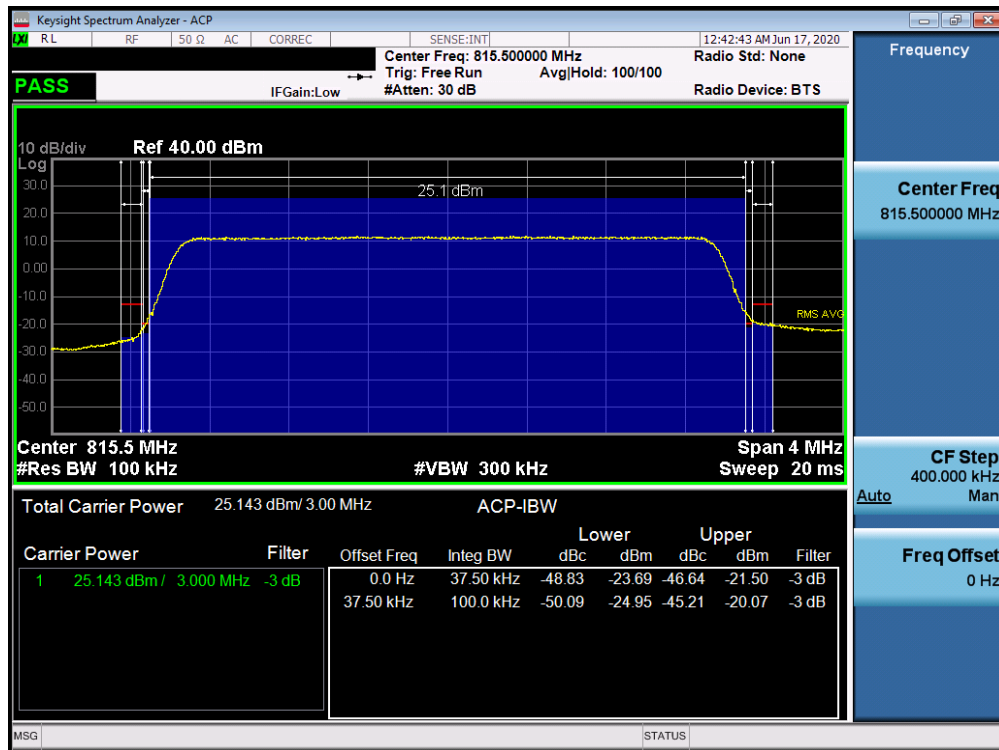 Keysight Spectrum Analyzer - ACP
LXI RL RF 50 Ω AC CORREC SENSE:INT 12:42:43 AM Jun 17, 2020
Center Freq: 815.500000 MHz Radio Std: None
Trig: Free Run Avg|Hold: 100/100
PASS IFGain:Low #Atten: 30 dB Radio Device: BTS
10 dB/div Ref 40.00 dBm
Log
30.0
25.1 dBm
20.0
10.0
0.00
-10.0
RMS AVG
-20.0
-30.0
-40.0
-50.0
Center 815.5 MHz Span 4 MHz
#Res BW 100 kHz #VBW 300 kHz Sweep 20 ms
Total Carrier Power 25.143 dBm/ 3.00 MHz ACP-IBW
Lower Upper
Carrier Power Filter Offset Freq Integ BW dBc dBm dBc dBm Filter
1 25.143 dBm / 3.000 MHz -3 dB 0.0 Hz 37.50 kHz -48.83 -23.69 -46.64 -21.50 -3 dB
37.50 kHz 100.0 kHz -50.09 -24.95 -45.21 -20.07 -3 dB
MSG STATUS
Frequency
Center Freq
815.500000 MHz
CF Step
400.000 kHz
Auto Man
Freq Offset
0 Hz